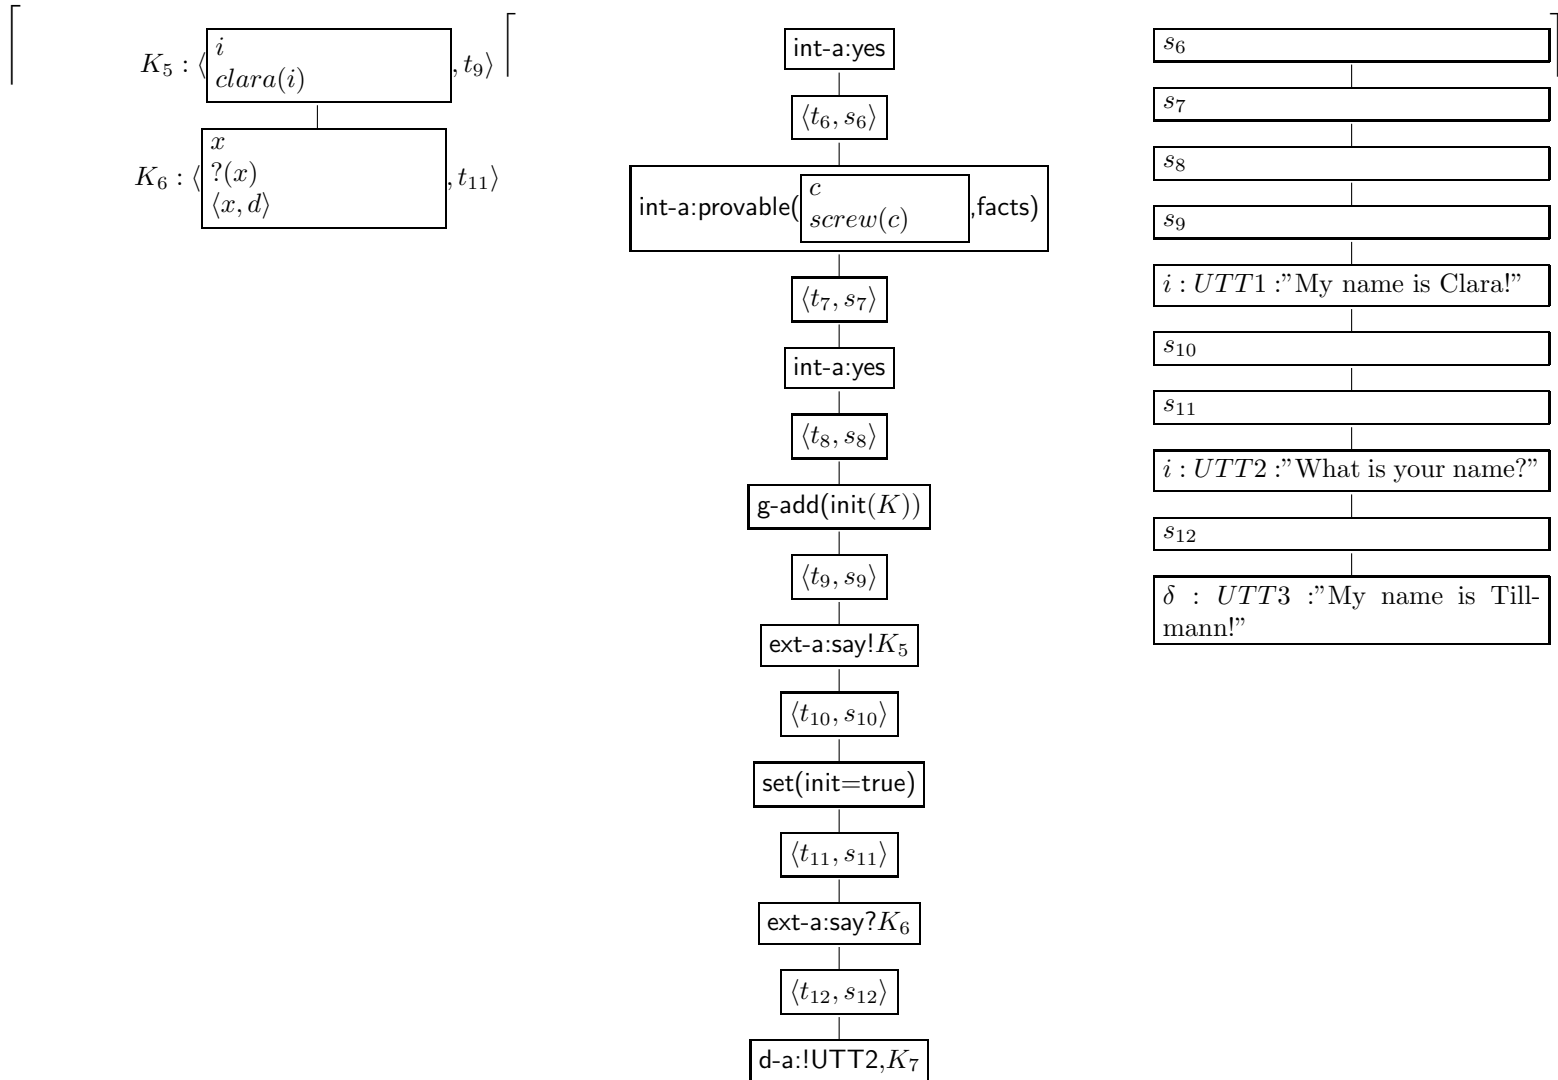 K₅ : ⟨ i
clara(i) , t₉⟩
K₆ : ⟨ x
?(x)
⟨x, d⟩ , t₁₁⟩
int-a:yes
⟨t₆, s₆⟩
int-a:provable( c
screw(c) ,facts)
⟨t₇, s₇⟩
int-a:yes
⟨t₈, s₈⟩
g-add(init(K))
⟨t₉, s₉⟩
ext-a:say!K₅
⟨t₁₀, s₁₀⟩
set(init=true)
⟨t₁₁, s₁₁⟩
ext-a:say?K₆
⟨t₁₂, s₁₂⟩
d-a:!UTT2,K₇
s₆
s₇
s₈
s₉
i : UTT1 :”My name is Clara!”
s₁₀
s₁₁
i : UTT2 :”What is your name?”
s₁₂
δ : UTT3 :”My name is Till-
mann!”